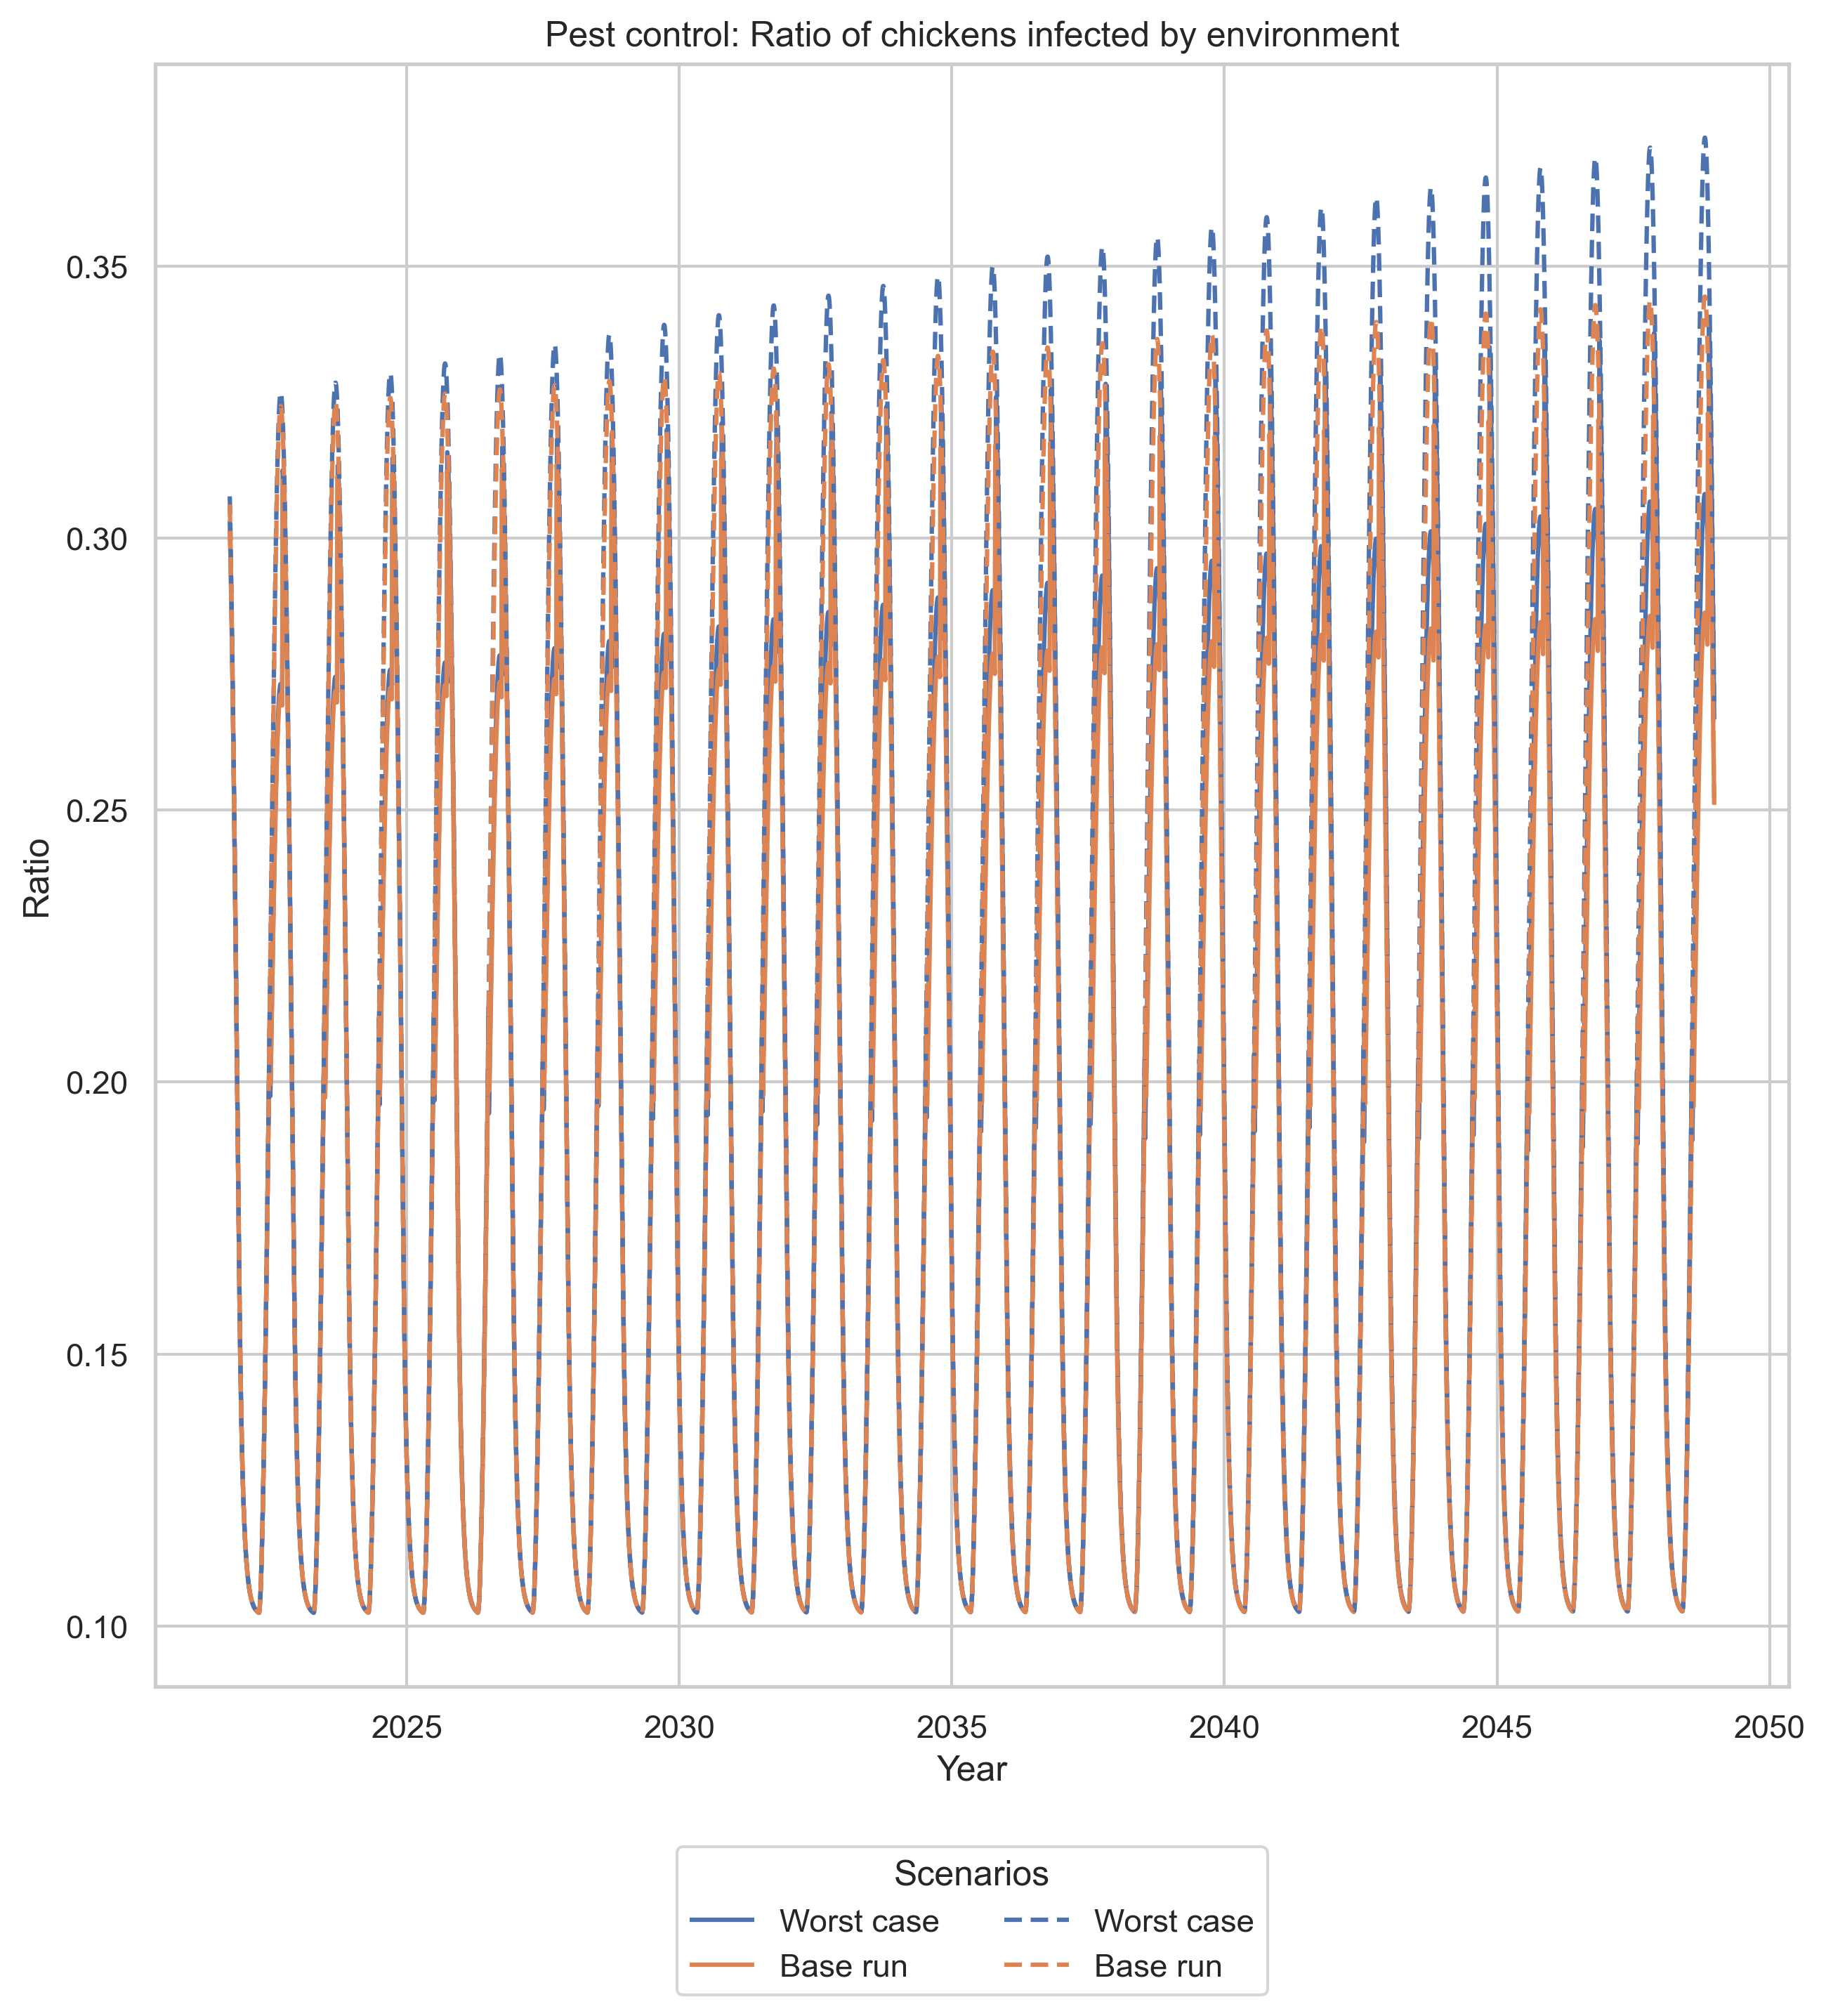 Pest control: Ratio of chickens infected by environment
0.35
0.30
0.25
0.20
0.15
0.10
Ratio
2025 2030 2035 2040 2045 2050
Year
Scenarios
Worst case Worst case
Base run Base run